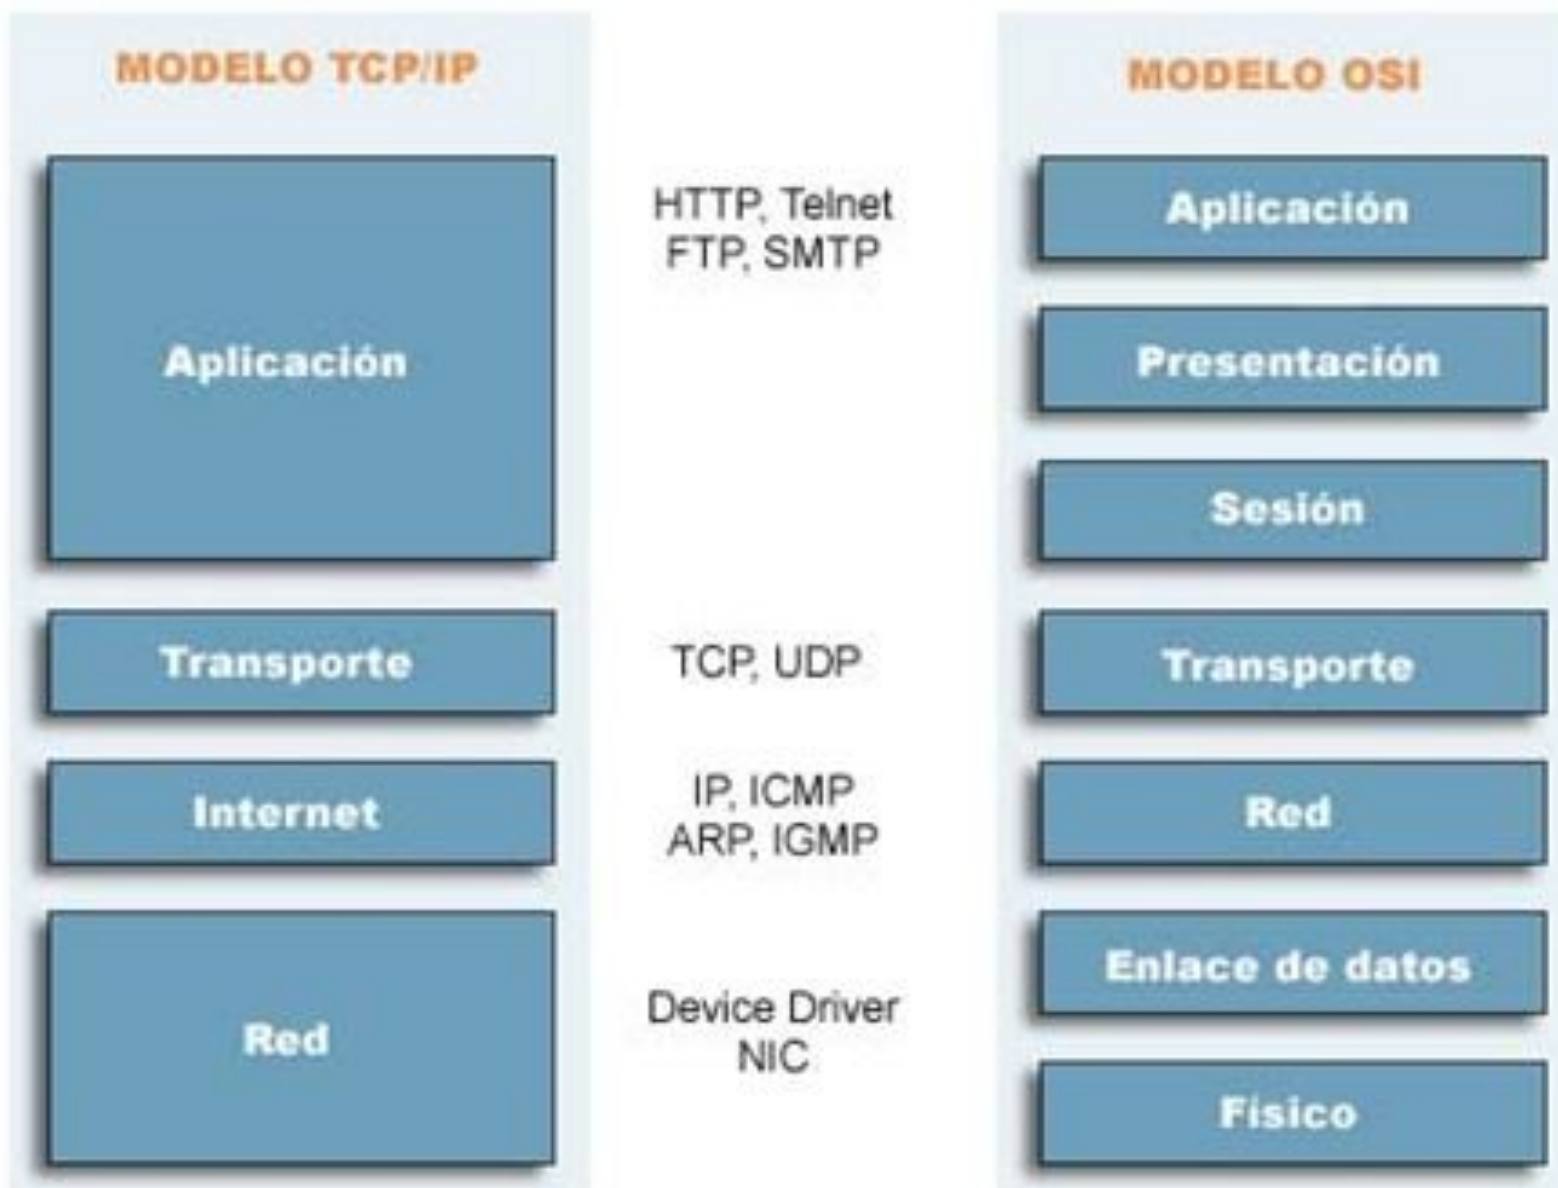 MODELO TCP/IP
Aplicación
Transporte
Internet
Red
HTTP, Telnet
FTP, SMTP
TCP, UDP
IP, ICMP
ARP, IGMP
Device Driver
NIC
MODELO OSI
Aplicación
Presentación
Sesión
Transporte
Red
Enlace de datos
Físico